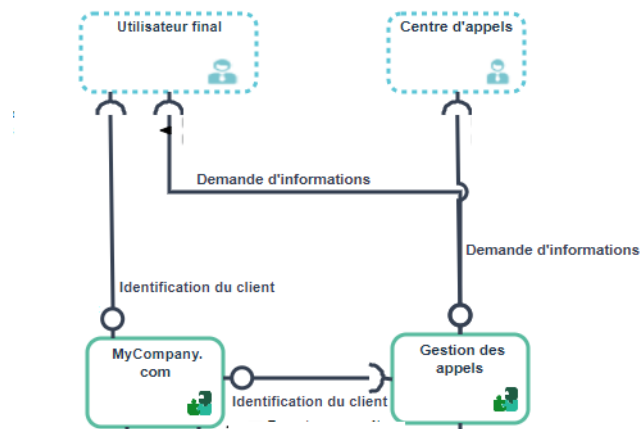 Utilisateur final
Centre d'appels
Demande d'informations
Demande d'informations
Identification du client
MyCompany.
com
Gestion des
appels
Identification du client